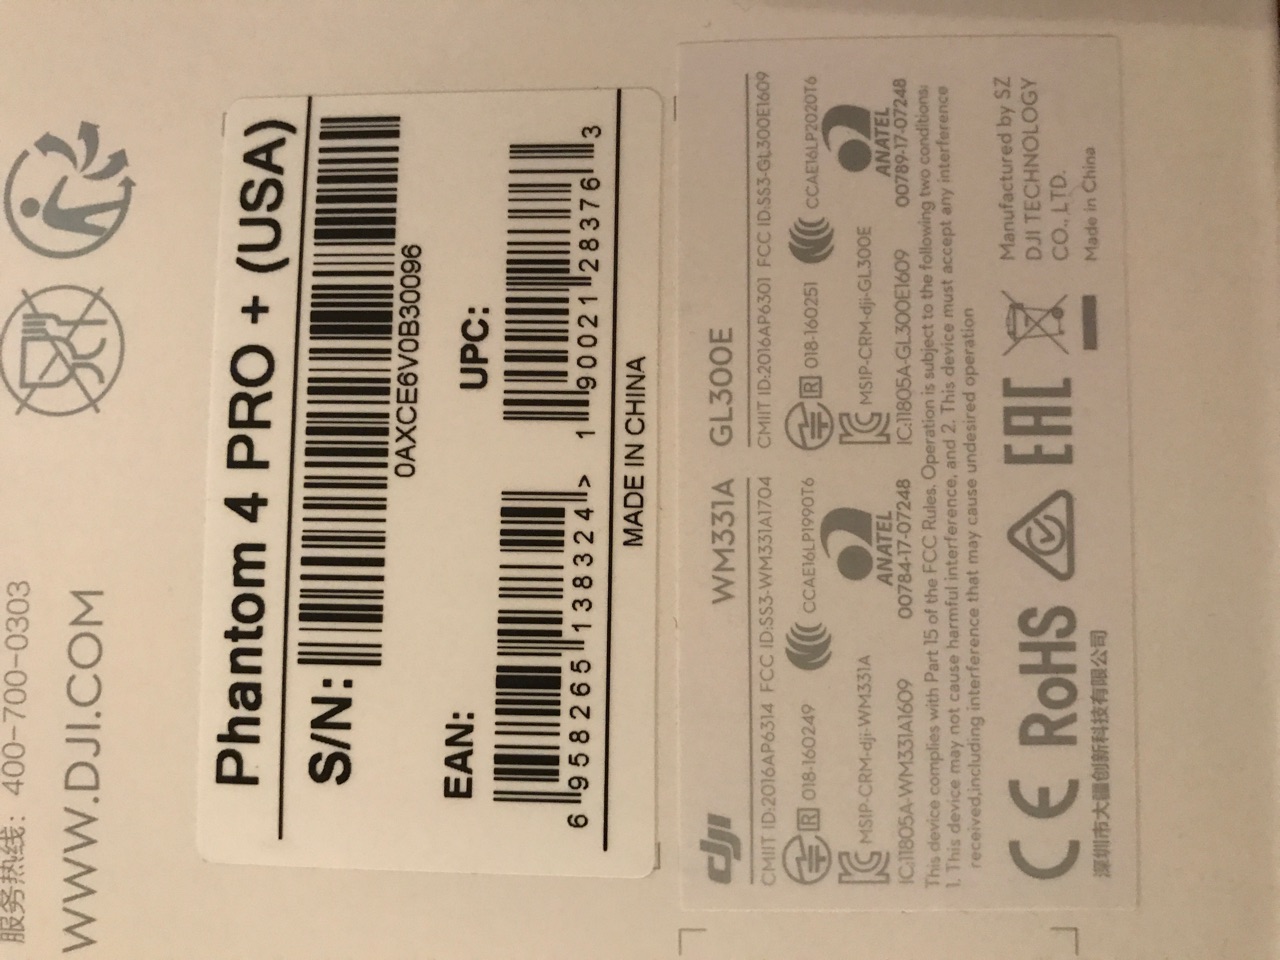 服务热线：400-700-0303
WWW.DJI.COM
Phantom 4 PRO + (USA)
S/N:
0AXCE6V0B30096
EAN:
6 958265 138324 >
UPC:
1 90021 28376 3
MADE IN CHINA
dji
WM331A
CMIIT ID:2016AP6314 FCC ID:SS3-WM331A1704
R 018-160249
CCAE16LP1990T6
MSIP-CRM-dji-WM331A
ANATEL
IC:11805A-WM331A1609
00784-17-07248
GL300E
CMIIT ID:2016AP6301 FCC ID:SS3-GL300E1609
R 018-160251
CCAE16LP2020T6
MSIP-CRM-dji-GL300E
ANATEL
IC:11805A-GL300E1609
00789-17-07248
This device complies with Part 15 of the FCC Rules. Operation is subject to the following two conditions:
1. This device may not cause harmful interference, and 2. This device must accept any interference
received,including interference that may cause undesired operation
CE RoHS EAC
Manufactured by SZ
DJI TECHNOLOGY
CO., LTD.
Made in China
深圳市大疆创新科技有限公司